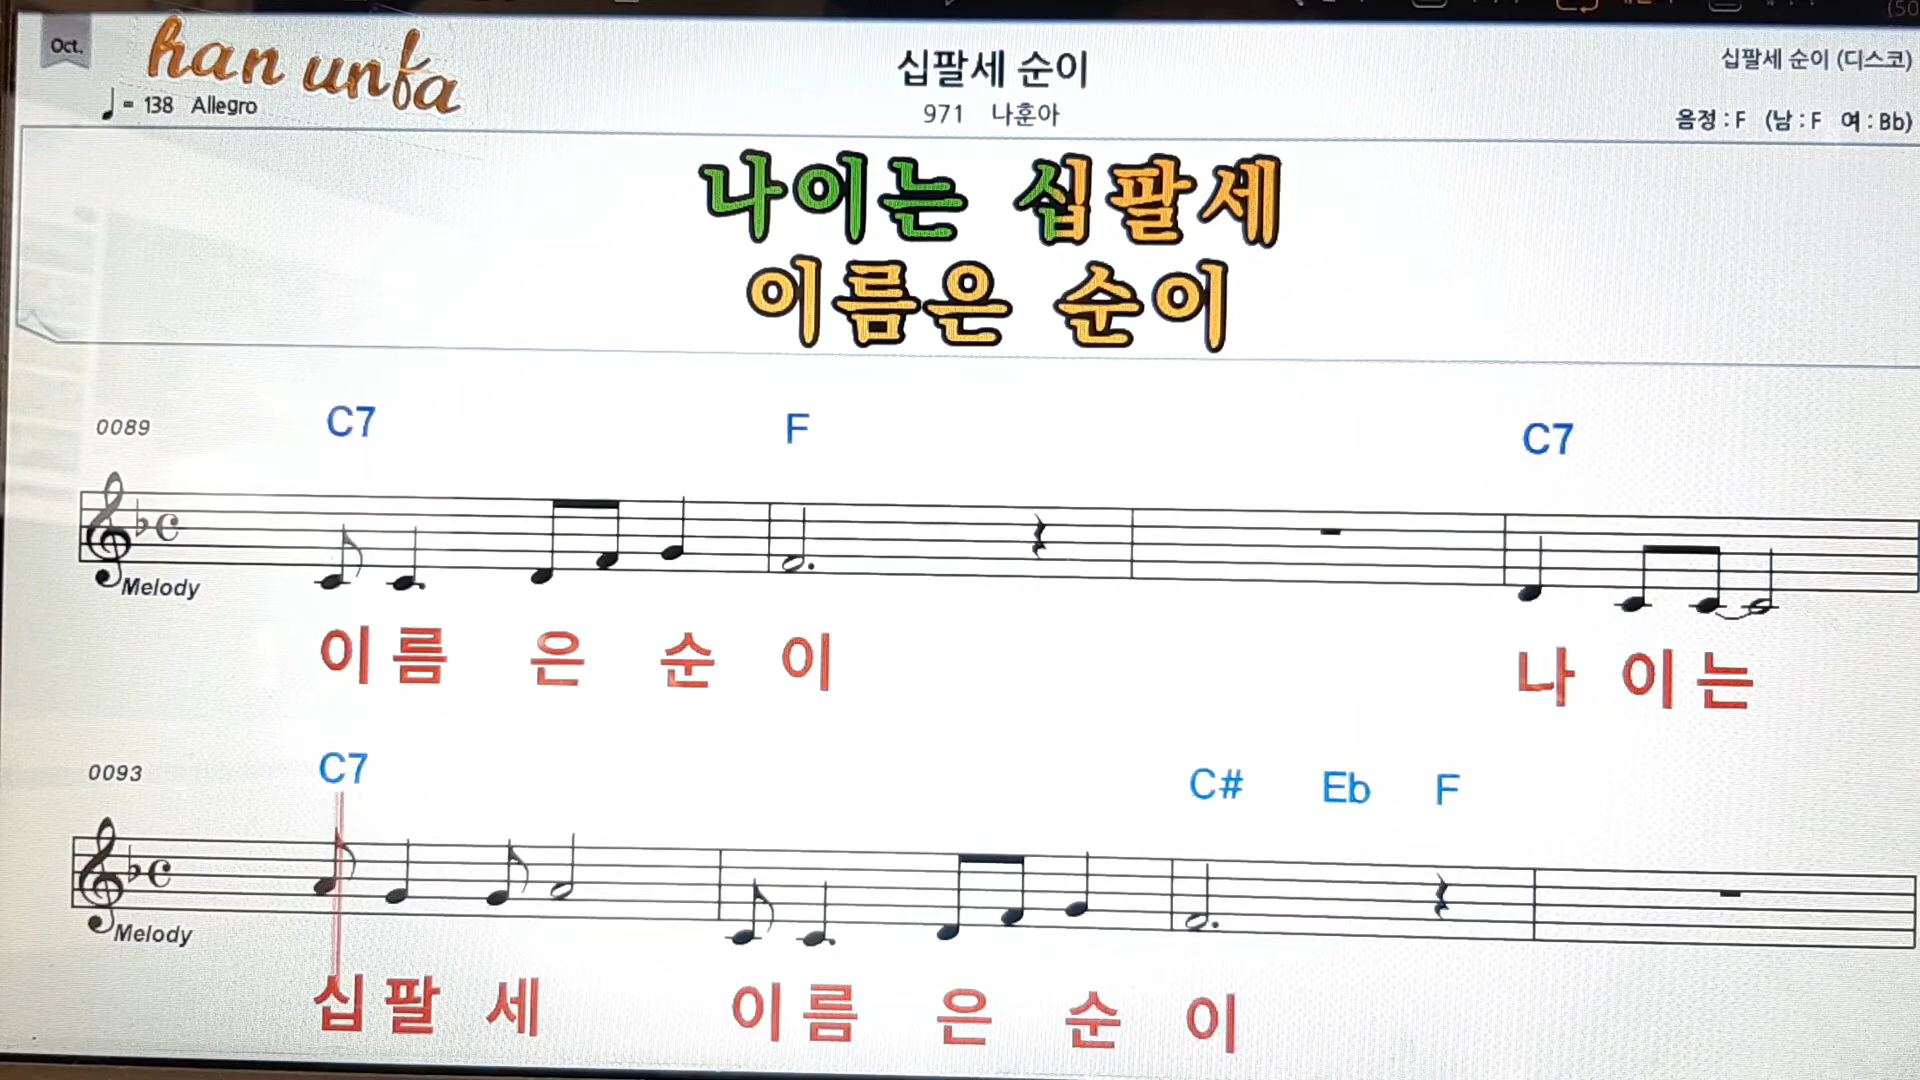 Oct.
han unfa
= 138 Allegro
십팔세 순이
971 나훈아
십팔세 순이 (디스코)
음정 : F (남 : F 여 : Bb)
나이는 십팔세
이름은 순이
0089
C7 F C7
Melody
이 름 은 순 이 나 이 는
0093
C7 C# Eb F
Melody
십 팔 세 이 름 은 순 이